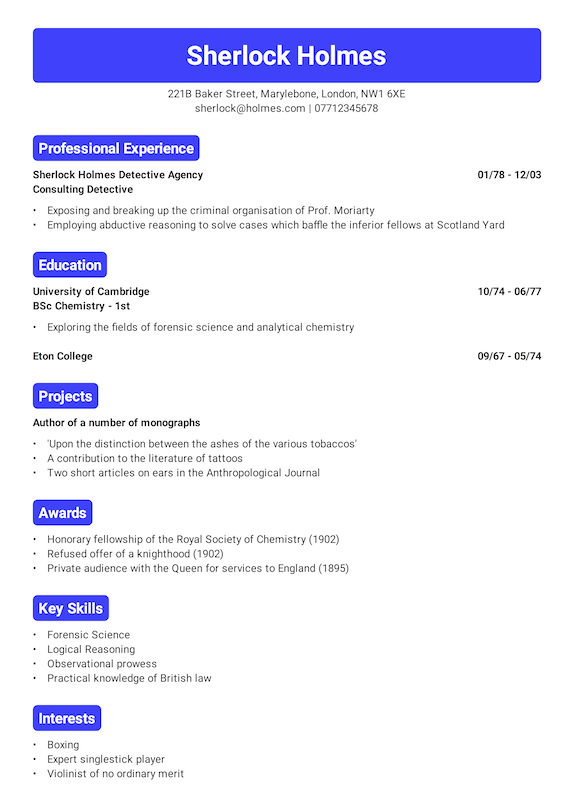 Sherlock Holmes
221B Baker Street, Marylebone, London, NW1 6XE
sherlock@holmes.com | 07712345678
Professional Experience
Sherlock Holmes Detective Agency 01/78 - 12/03
Consulting Detective
• Exposing and breaking up the criminal organisation of Prof. Moriarty
• Employing abductive reasoning to solve cases which baffle the inferior fellows at Scotland Yard
Education
University of Cambridge 10/74 - 06/77
BSc Chemistry - 1st
• Exploring the fields of forensic science and analytical chemistry
Eton College 09/67 - 05/74
Projects
Author of a number of monographs
• 'Upon the distinction between the ashes of the various tobaccos'
• A contribution to the literature of tattoos
• Two short articles on ears in the Anthropological Journal
Awards
• Honorary fellowship of the Royal Society of Chemistry (1902)
• Refused offer of a knighthood (1902)
• Private audience with the Queen for services to England (1895)
Key Skills
• Forensic Science
• Logical Reasoning
• Observational prowess
• Practical knowledge of British law
Interests
• Boxing
• Expert singlestick player
• Violinist of no ordinary merit